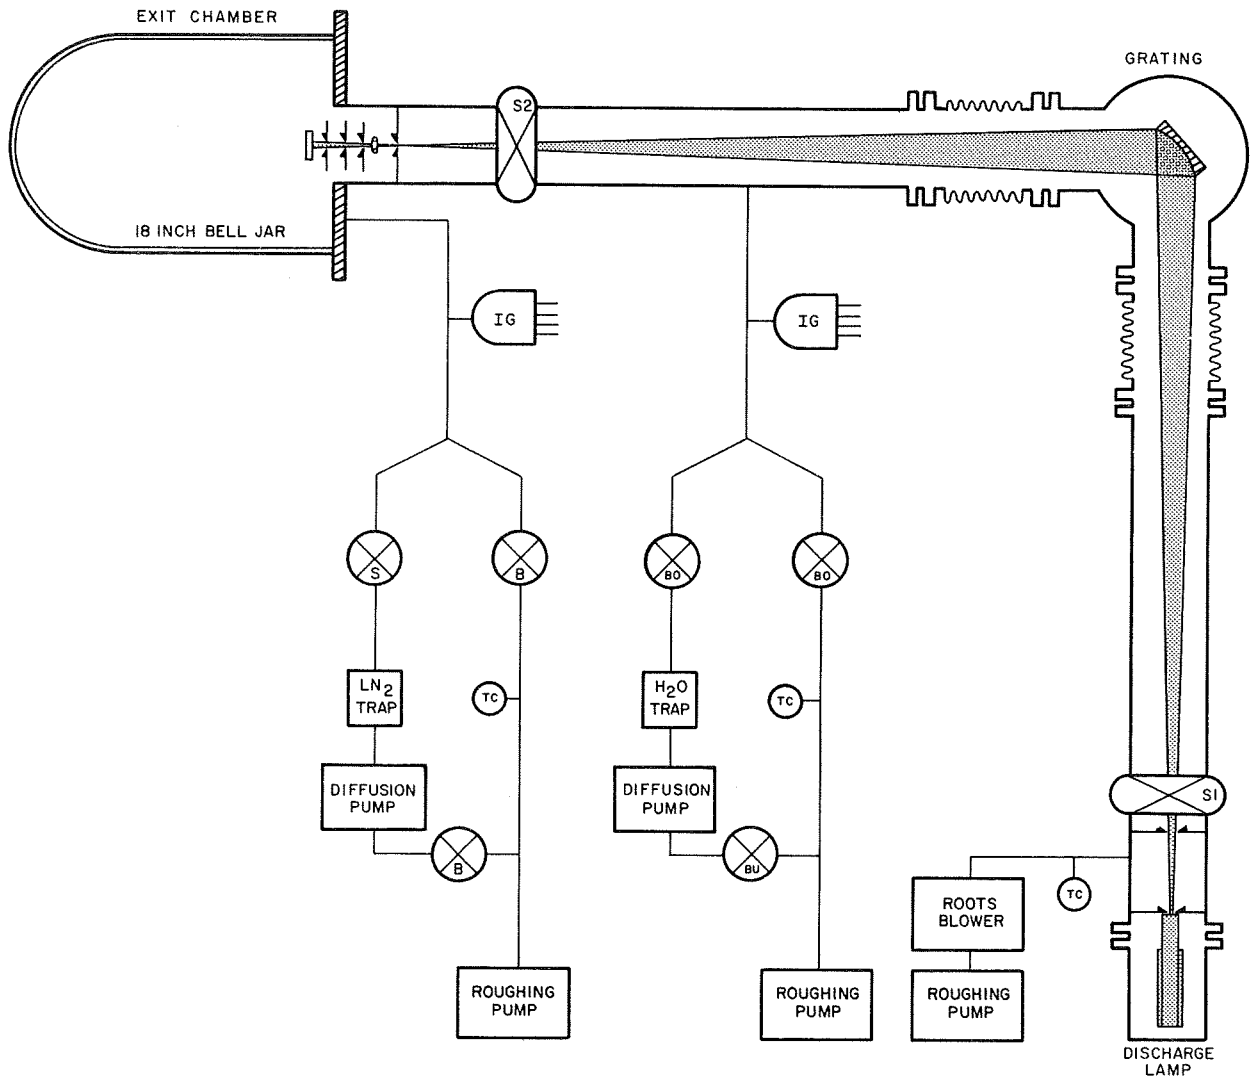 EXIT CHAMBER
GRATING
S2
18 INCH BELL JAR
IG
IG
S
B
BO
BO
LN2
TRAP
TC
H2O
TRAP
TC
DIFFUSION
PUMP
DIFFUSION
PUMP
S1
B
BU
TC
ROOTS
BLOWER
ROUGHING
PUMP
ROUGHING
PUMP
ROUGHING
PUMP
DISCHARGE
LAMP